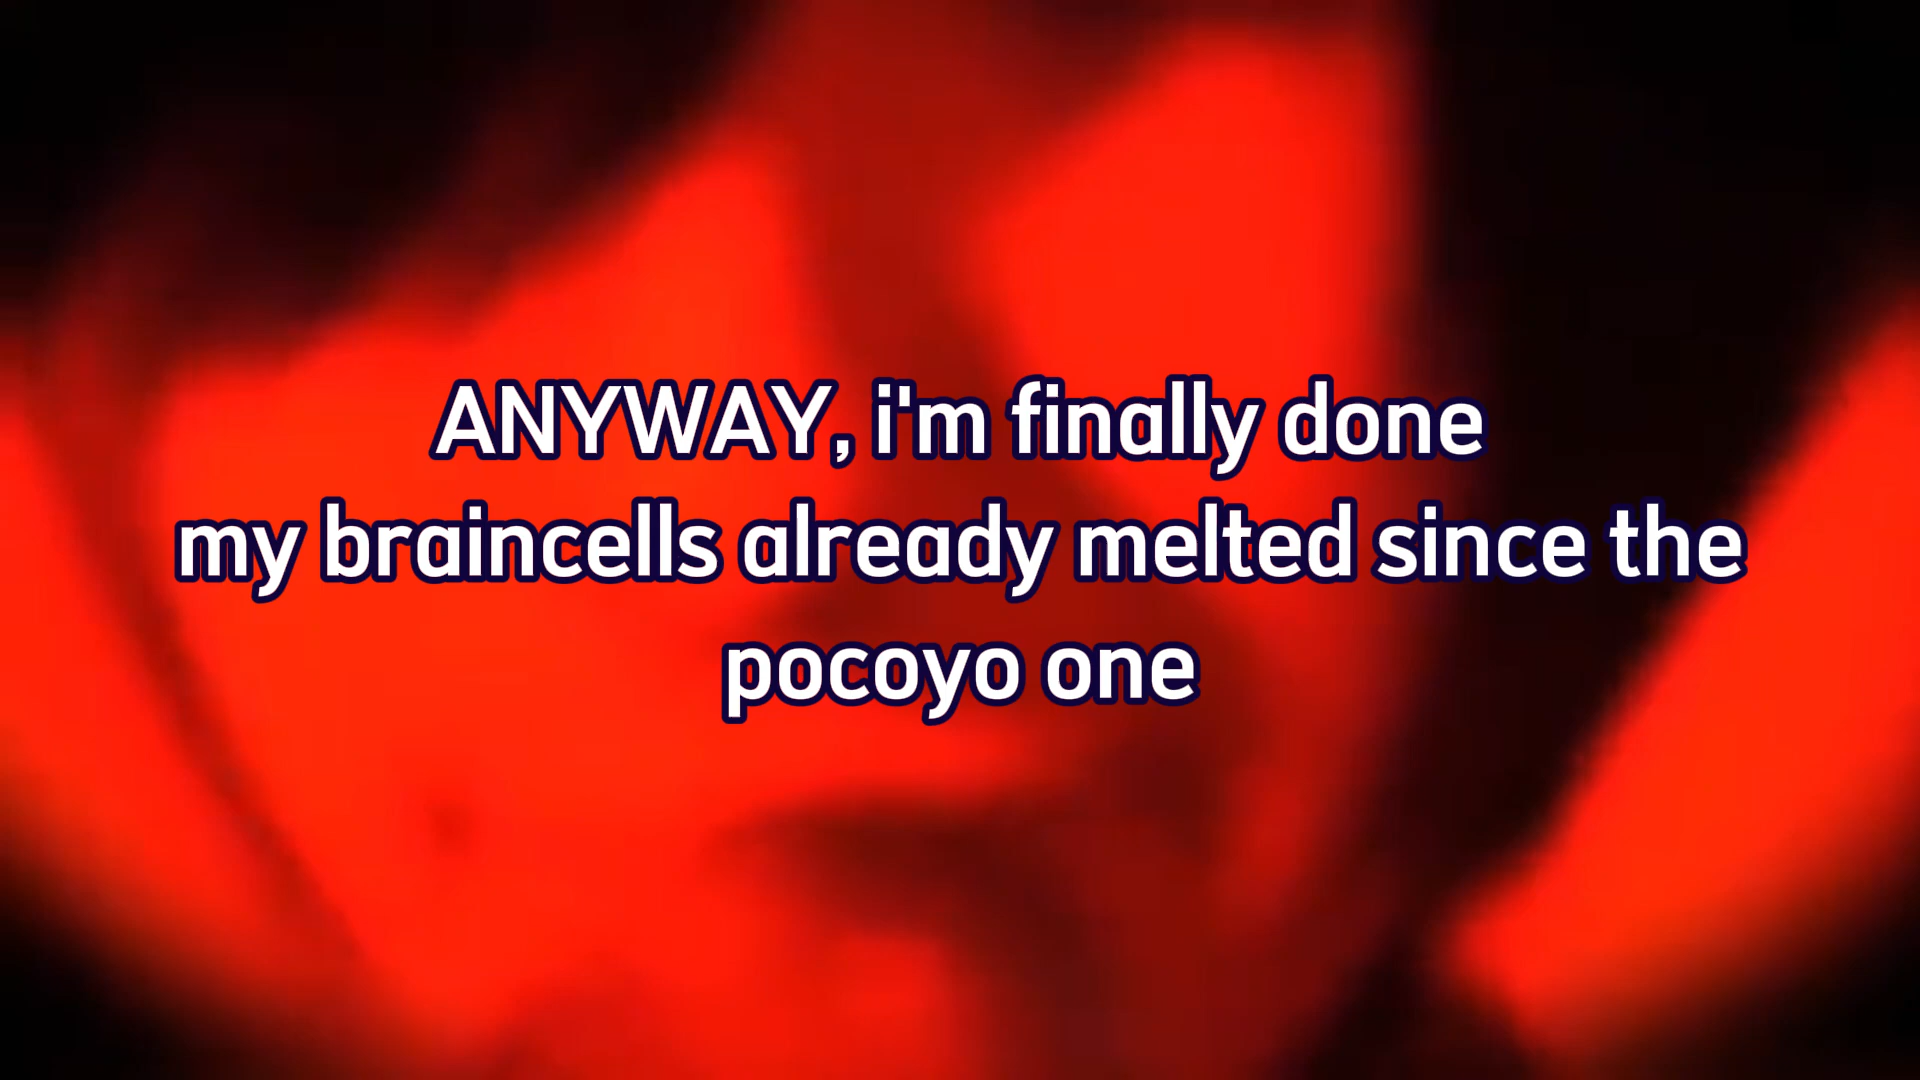 ANYWAY, i'm finally done
my braincells already melted since the
pocoyo one